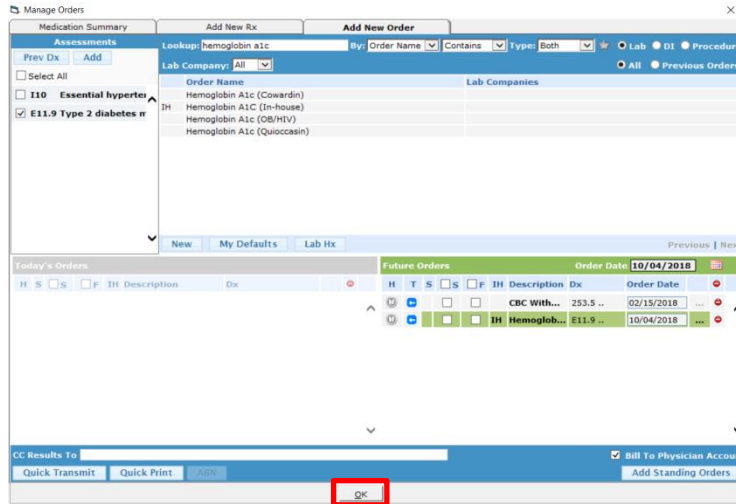 Manage Orders
Medication Summary Add New Rx Add New Order
Assessments
Prev Dx Add
Select All
I10 Essential hyperter
E11.9 Type 2 diabetes m
Lookup: hemoglobin a1c By: Order Name Contains Type: Both Lab DI Procedur
Lab Company: All All Previous Orders
Order Name Lab Companies
Hemoglobin A1c (Cowardin)
IH Hemoglobin A1C (In-house)
Hemoglobin A1c (OB/HIV)
Hemoglobin A1c (Quioccasin)
New My Defaults Lab Hx Previous | Nex
Today's Orders
H S S F IH Description Dx
Future Orders Order Date 10/04/2018
H T S S F IH Description Dx Order Date
CBC With... 253.5 .. 02/15/2018 ...
IH Hemoglob... E11.9 .. 10/04/2018 ...
CC Results To Bill To Physician Accou
Quick Transmit Quick Print ABN Add Standing Orders
OK